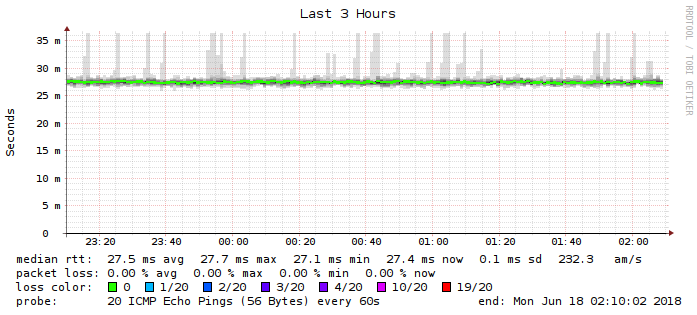 Last 3 Hours
RRDTOOL / TOBI OETIKER
Seconds
35 m
30 m
25 m
20 m
15 m
10 m
5 m
0
23:20 23:40 00:00 00:20 00:40 01:00 01:20 01:40 02:00
median rtt: 27.5 ms avg 27.7 ms max 27.1 ms min 27.4 ms now 0.1 ms sd 232.3 am/s
packet loss: 0.00 % avg 0.00 % max 0.00 % min 0.00 % now
loss color: 0 1/20 2/20 3/20 4/20 10/20 19/20
probe: 20 ICMP Echo Pings (56 Bytes) every 60s end: Mon Jun 18 02:10:02 2018